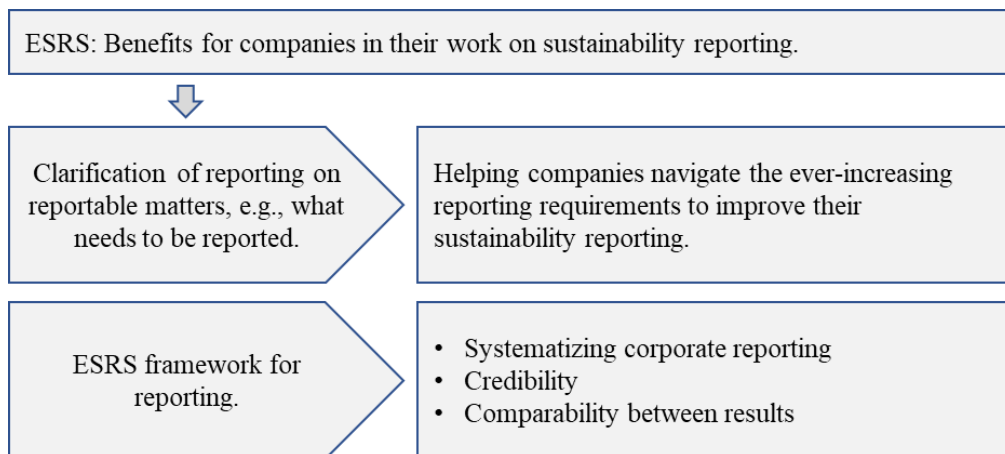 ESRS: Benefits for companies in their work on sustainability reporting.
Clarification of reporting on
reportable matters, e.g., what
needs to be reported.
Helping companies navigate the ever-increasing
reporting requirements to improve their
sustainability reporting.
ESRS framework for
reporting.
• Systematizing corporate reporting
• Credibility
• Comparability between results